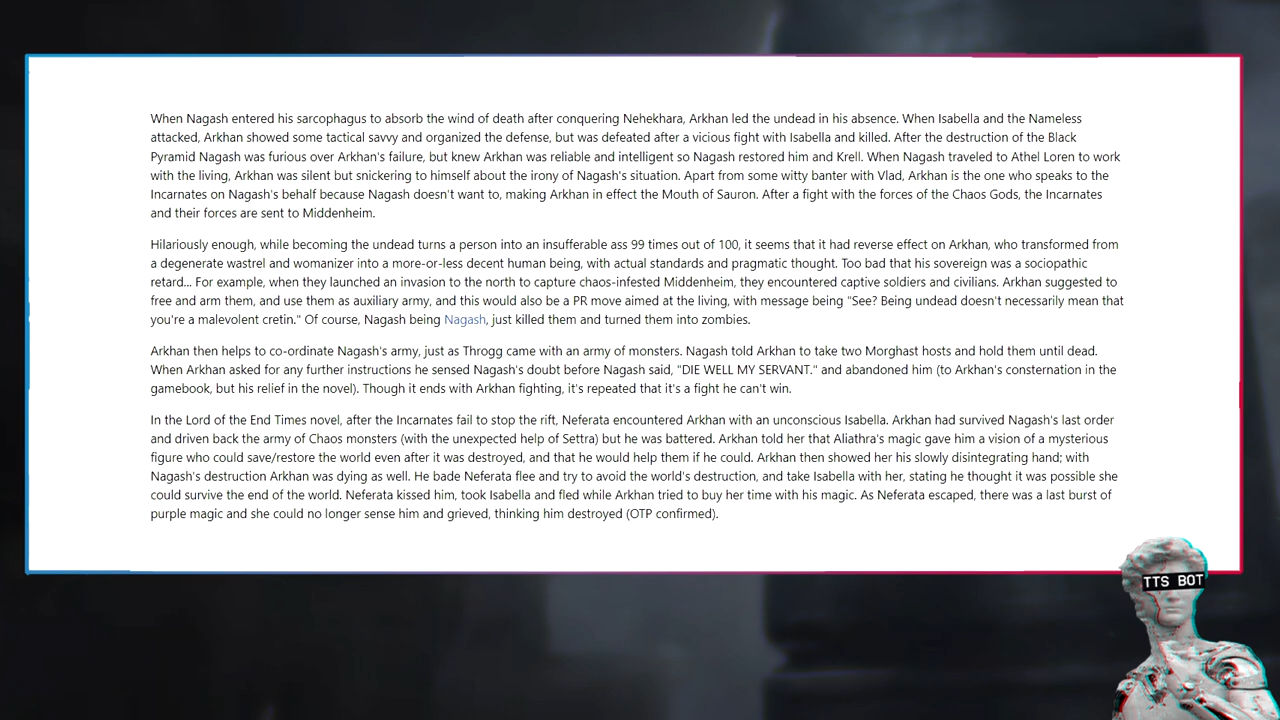 When Nagash entered his sarcophagus to absorb the wind of death after conquering Nehekhara, Arkhan led the undead in his absence. When Isabella and the Nameless
attacked, Arkhan showed some tactical savvy and organized the defense, but was defeated after a vicious fight with Isabella and killed. After the destruction of the Black
Pyramid Nagash was furious over Arkhan's failure, but knew Arkhan was reliable and intelligent so Nagash restored him and Krell. When Nagash traveled to Athel Loren to work
with the living, Arkhan was silent but snickering to himself about the irony of Nagash's situation. Apart from some witty banter with Vlad, Arkhan is the one who speaks to the
Incarnates on Nagash's behalf because Nagash doesn't want to, making Arkhan in effect the Mouth of Sauron. After a fight with the forces of the Chaos Gods, the Incarnates
and their forces are sent to Middenheim.
Hilariously enough, while becoming the undead turns a person into an insufferable ass 99 times out of 100, it seems that it had reverse effect on Arkhan, who transformed from
a degenerate wastrel and womanizer into a more-or-less decent human being, with actual standards and pragmatic thought. Too bad that his sovereign was a sociopathic
retard... For example, when they launched an invasion to the north to capture chaos-infested Middenheim, they encountered captive soldiers and civilians. Arkhan suggested to
free and arm them, and use them as auxiliary army, and this would also be a PR move aimed at the living, with message being "See? Being undead doesn't necessarily mean that
you're a malevolent cretin." Of course, Nagash being Nagash, just killed them and turned them into zombies.
Arkhan then helps to co-ordinate Nagash's army, just as Throgg came with an army of monsters. Nagash told Arkhan to take two Morghast hosts and hold them until dead.
When Arkhan asked for any further instructions he sensed Nagash's doubt before Nagash said, "DIE WELL MY SERVANT." and abandoned him (to Arkhan's consternation in the
gamebook, but his relief in the novel). Though it ends with Arkhan fighting, it's repeated that it's a fight he can't win.
In the Lord of the End Times novel, after the Incarnates fail to stop the rift, Neferata encountered Arkhan with an unconscious Isabella. Arkhan had survived Nagash's last order
and driven back the army of Chaos monsters (with the unexpected help of Settra) but he was battered. Arkhan told her that Aliathra's magic gave him a vision of a mysterious
figure who could save/restore the world even after it was destroyed, and that he would help them if he could. Arkhan then showed her his slowly disintegrating hand; with
Nagash's destruction Arkhan was dying as well. He bade Neferata flee and try to avoid the world's destruction, and take Isabella with her, stating he thought it was possible she
could survive the end of the world. Neferata kissed him, took Isabella and fled while Arkhan tried to buy her time with his magic. As Neferata escaped, there was a last burst of
purple magic and she could no longer sense him and grieved, thinking him destroyed (OTP confirmed).
TTS BOT